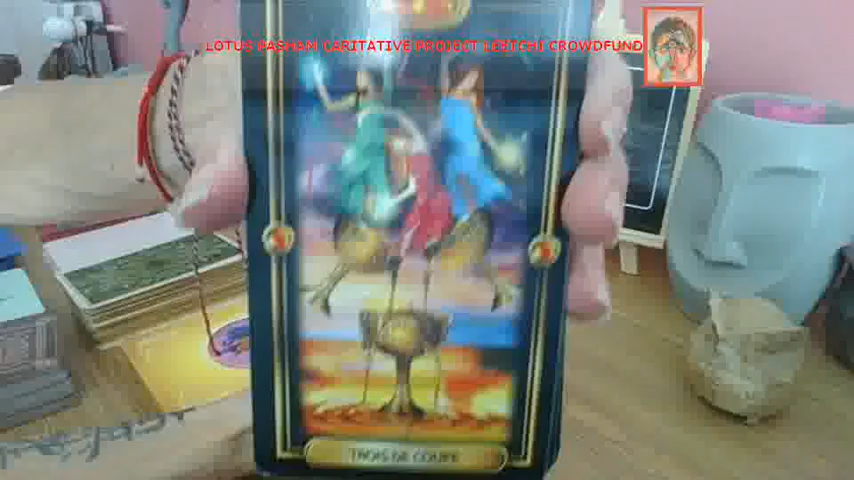 LOTUS PASHAM CARITATIVE PROJECT LEETCHI CROWDFUND
TROIS DE COUPE